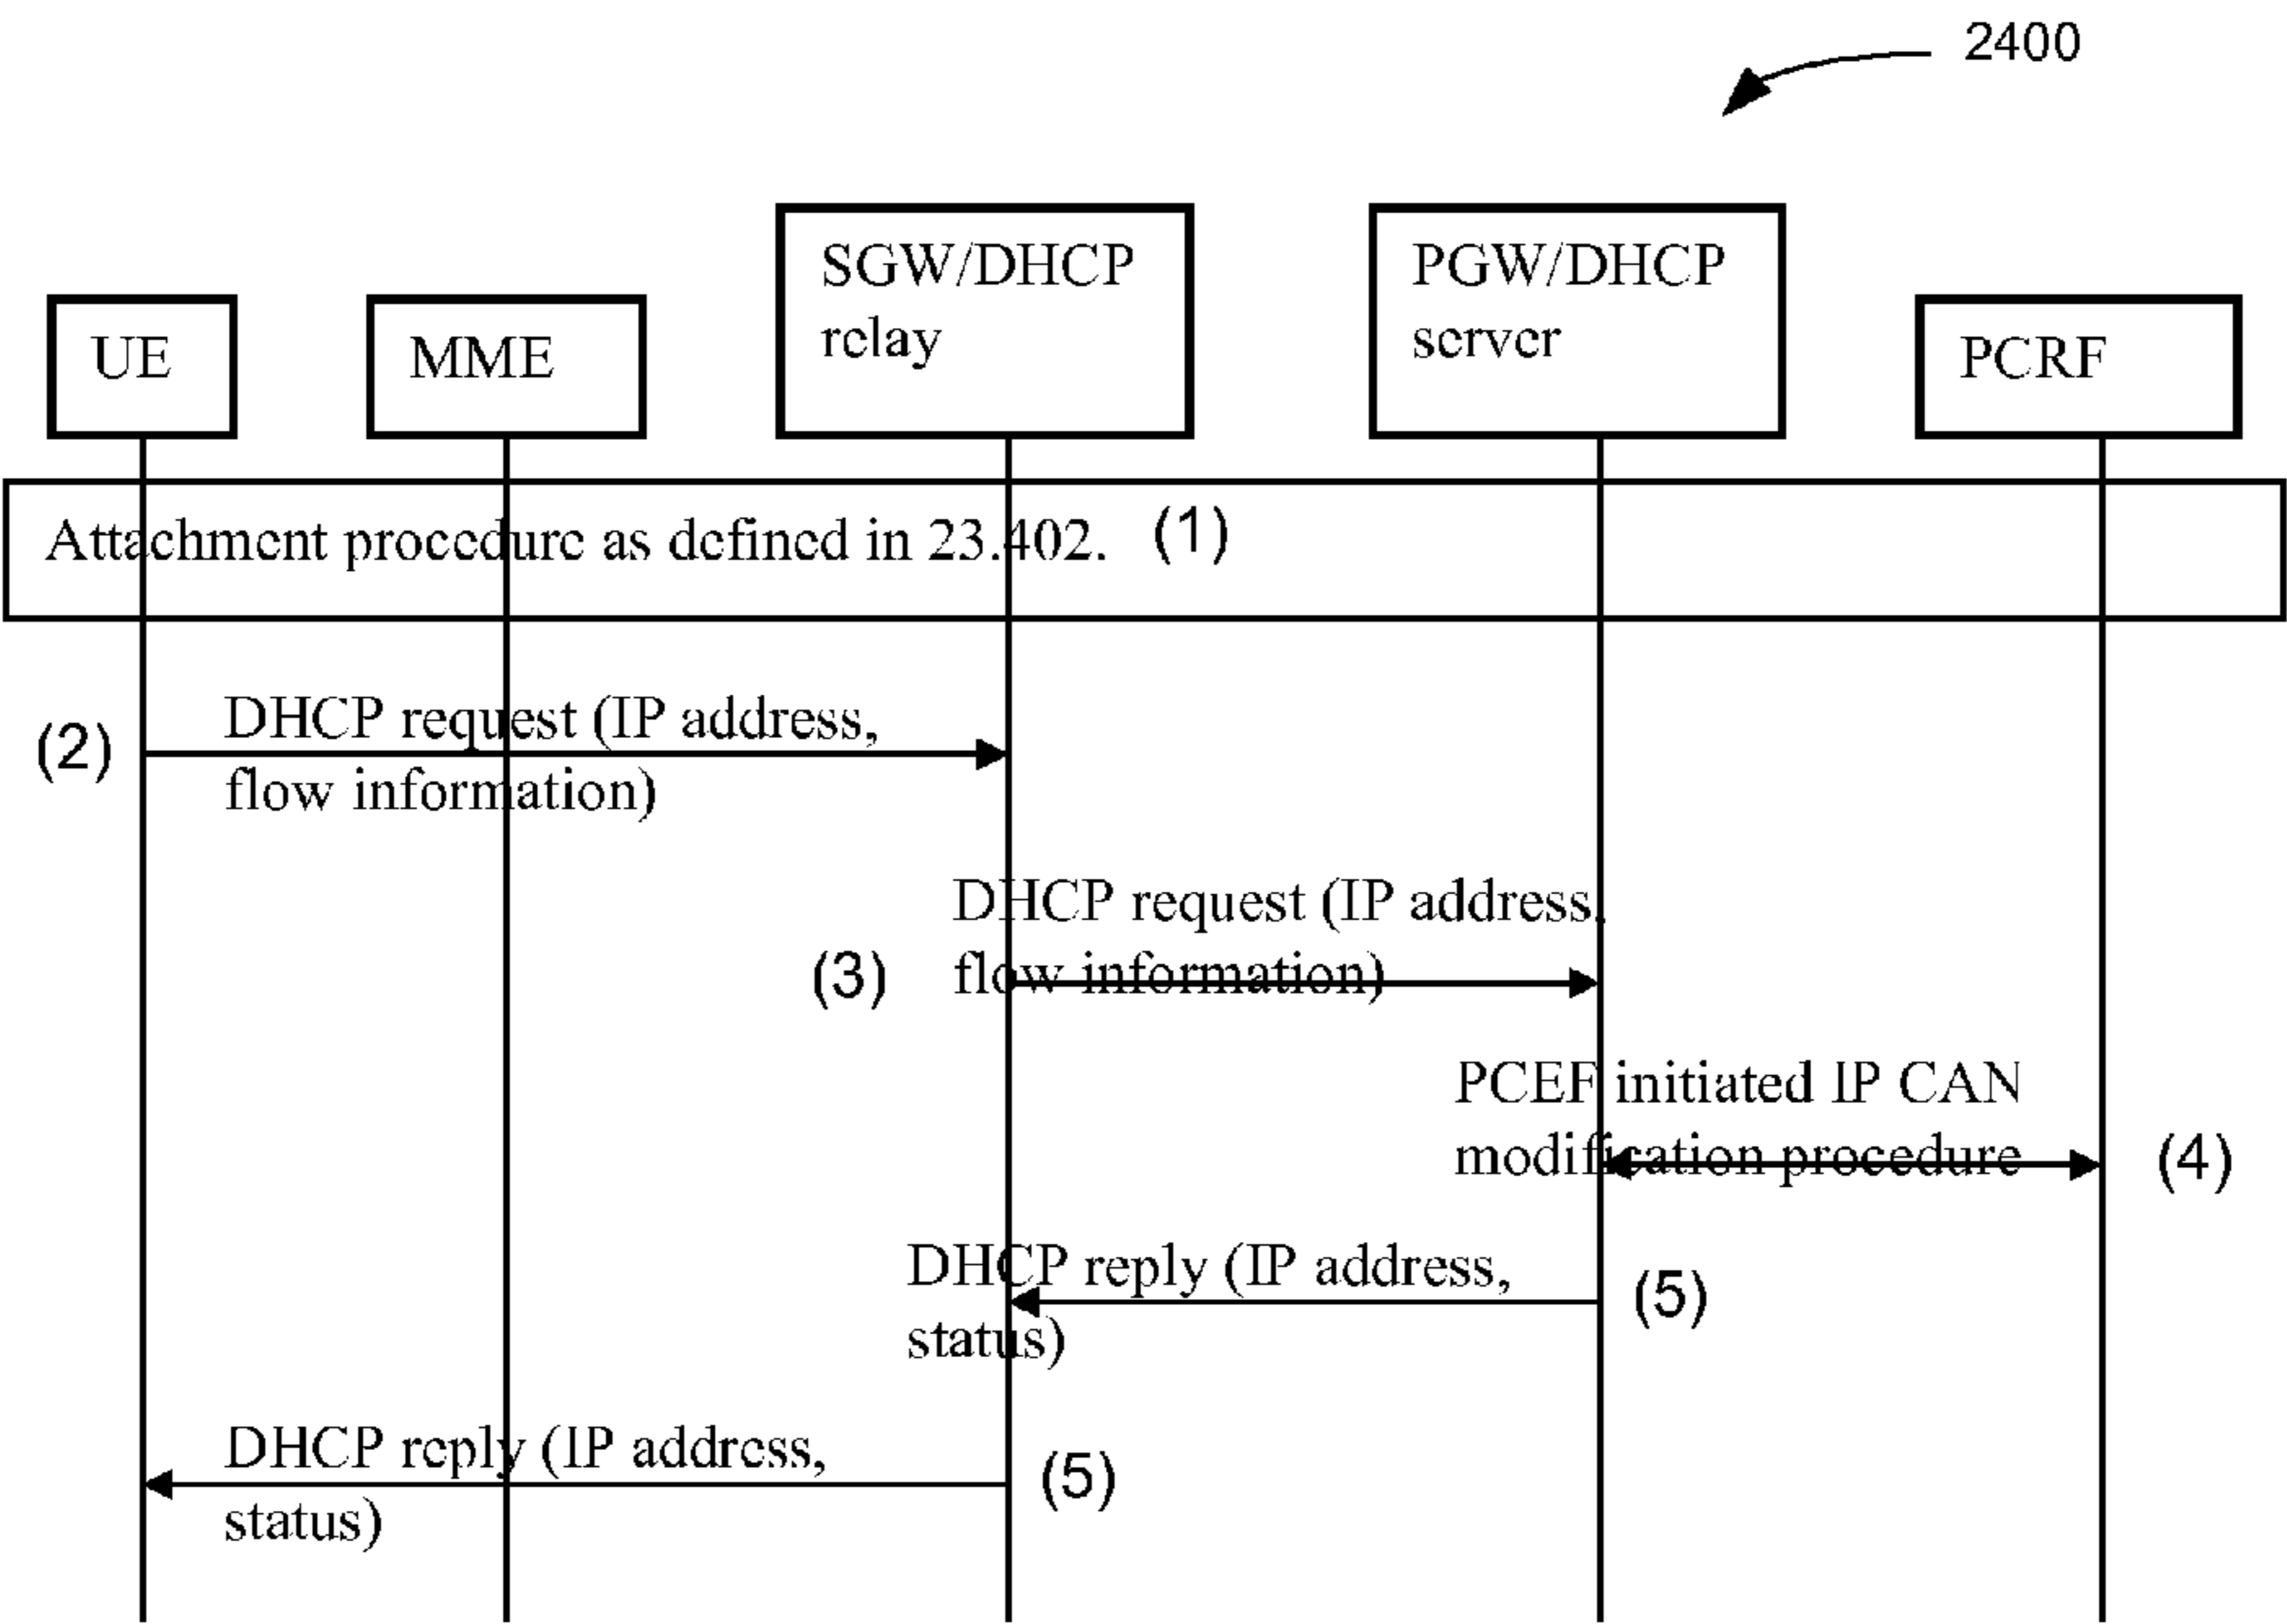 2400
SGW/DHCP
relay
PGW/DHCP
server
UE
MME
PCRF
Attachment procedure as defined in 23.402. (1)
(2)
DHCP request (IP address,
flow information)
(3)
DHCP request (IP address,
flow information)
PCEF initiated IP CAN
modification procedure
(4)
DHCP reply (IP address,
status)
(5)
DHCP reply (IP address,
status)
(5)